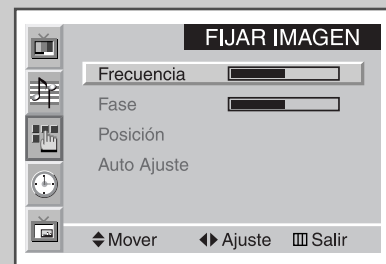 FIJAR IMAGEN
Frecuencia
Fase
Posición
Auto Ajuste
Mover Ajuste Salir